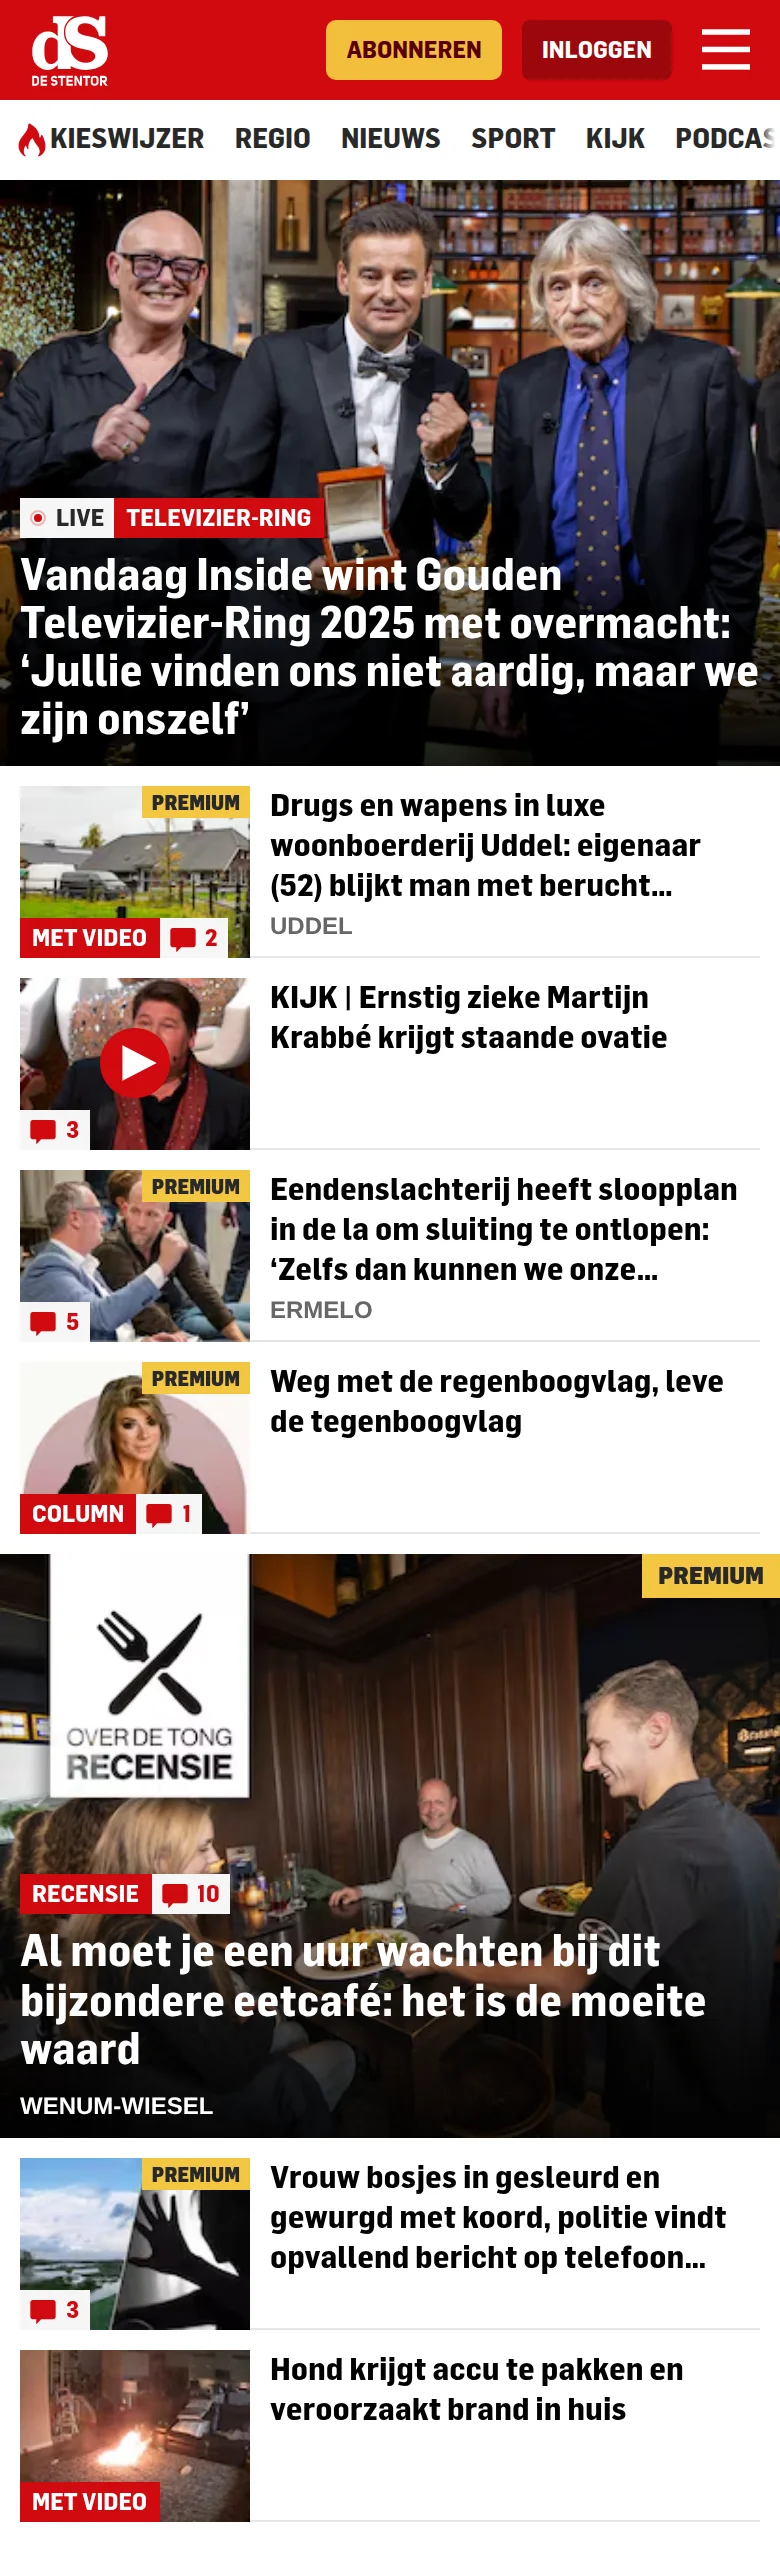 dS
DE STENTOR
ABONNEREN
INLOGGEN
KIESWIJZER REGIO NIEUWS SPORT KIJK PODCAS
LIVE TELEVIZIER-RING
Vandaag Inside wint Gouden
Televizier-Ring 2025 met overmacht:
‘Jullie vinden ons niet aardig, maar we
zijn onszelf’
PREMIUM
MET VIDEO 2
Drugs en wapens in luxe
woonboerderij Uddel: eigenaar
(52) blijkt man met berucht...
UDDEL
3
KIJK | Ernstig zieke Martijn
Krabbé krijgt staande ovatie
PREMIUM
5
Eendenslachterij heeft sloopplan
in de la om sluiting te ontlopen:
‘Zelfs dan kunnen we onze...
ERMELO
PREMIUM
COLUMN 1
Weg met de regenboogvlag, leve
de tegenboogvlag
PREMIUM
OVER DE TONG
RECENSIE
RECENSIE 10
Al moet je een uur wachten bij dit
bijzondere eetcafé: het is de moeite
waard
WENUM-WIESEL
PREMIUM
3
Vrouw bosjes in gesleurd en
gewurgd met koord, politie vindt
opvallend bericht op telefoon...
MET VIDEO
Hond krijgt accu te pakken en
veroorzaakt brand in huis